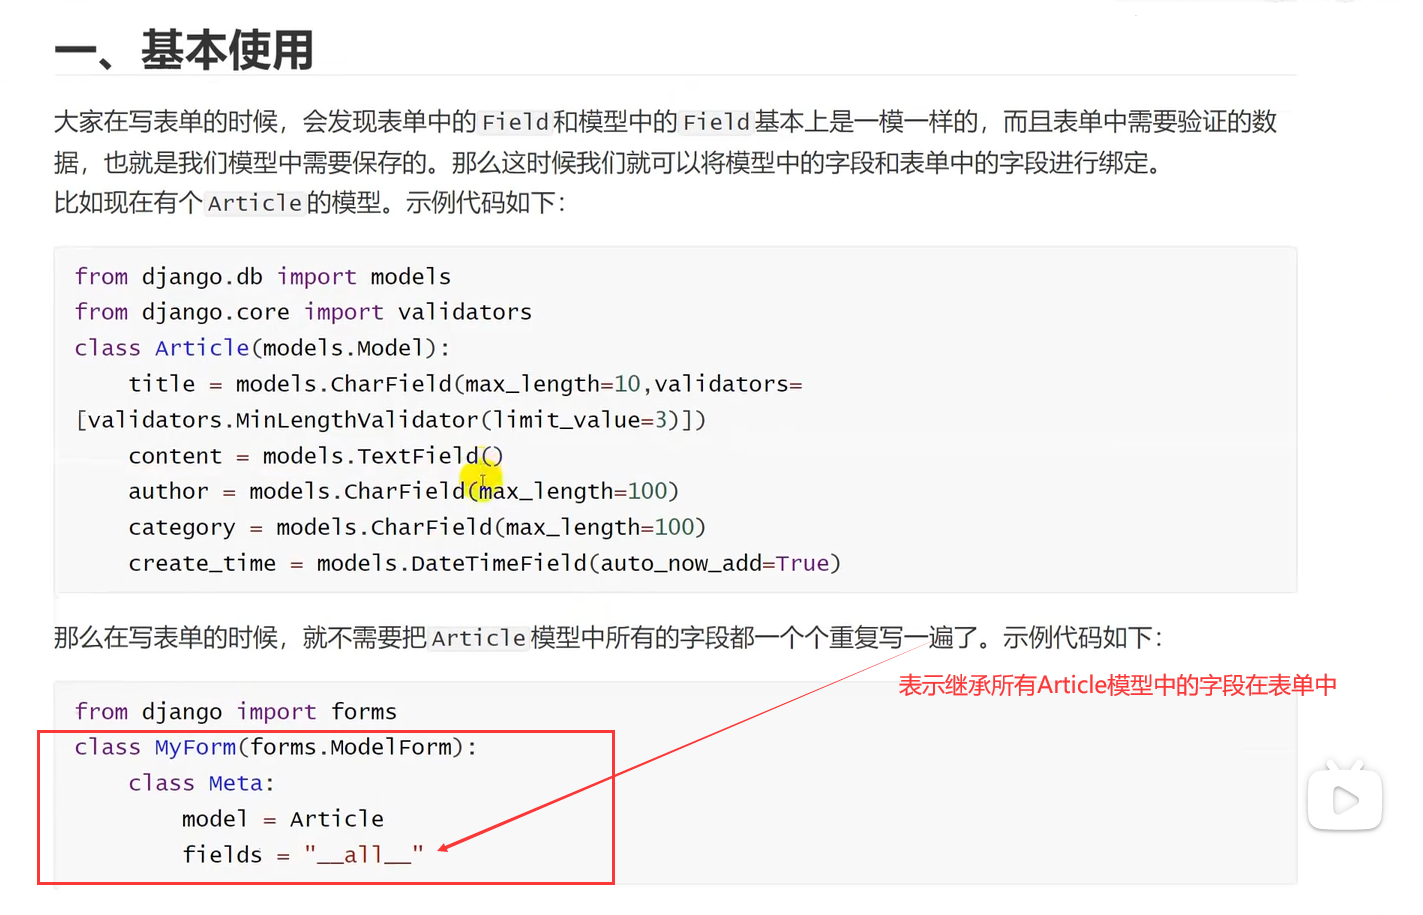 一、基本使用
大家在写表单的时候，会发现表单中的Field和模型中的Field基本上是一模一样的，而且表单中需要验证的数
据，也就是我们模型中需要保存的。那么这时候我们就可以将模型中的字段和表单中的字段进行绑定。
比如现在有个Article的模型。示例代码如下：
from django.db import models
from django.core import validators
class Article(models.Model):
    title = models.CharField(max_length=10,validators=
[validators.MinLengthValidator(limit_value=3)])
    content = models.TextField()
    author = models.CharField(max_length=100)
    category = models.CharField(max_length=100)
    create_time = models.DateTimeField(auto_now_add=True)
那么在写表单的时候，就不需要把Article模型中所有的字段都一个个重复写一遍了。示例代码如下：
表示继承所有Article模型中的字段在表单中
from django import forms
class MyForm(forms.ModelForm):
    class Meta:
        model = Article
        fields = "__all__"